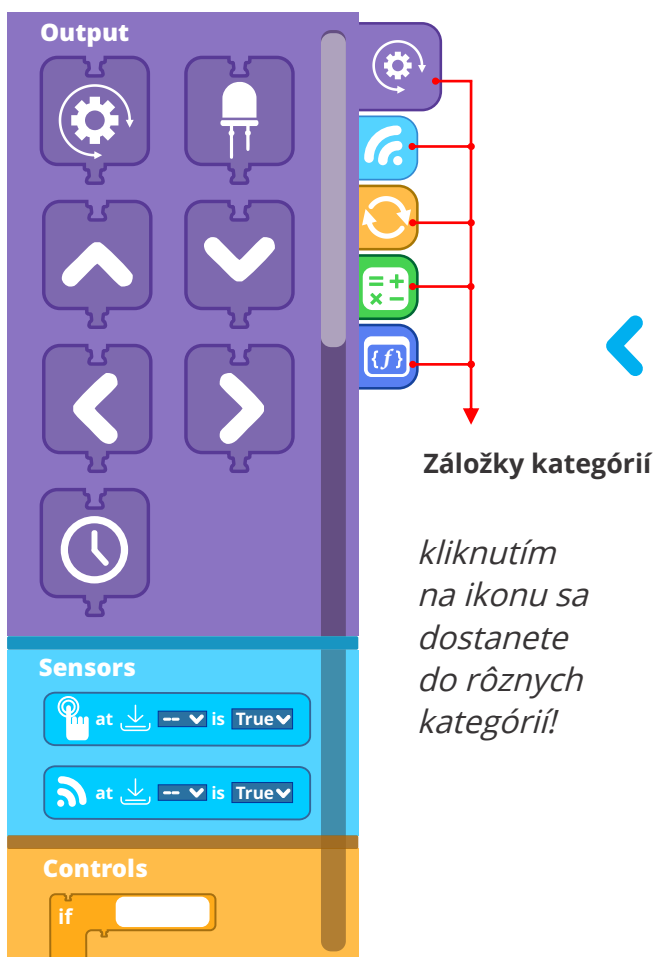 Output
{f}
Záložky kategórií
kliknutím
na ikonu sa
dostanete
do rôznych
kategórií!
Sensors
at -- is True
at -- is True
Controls
if